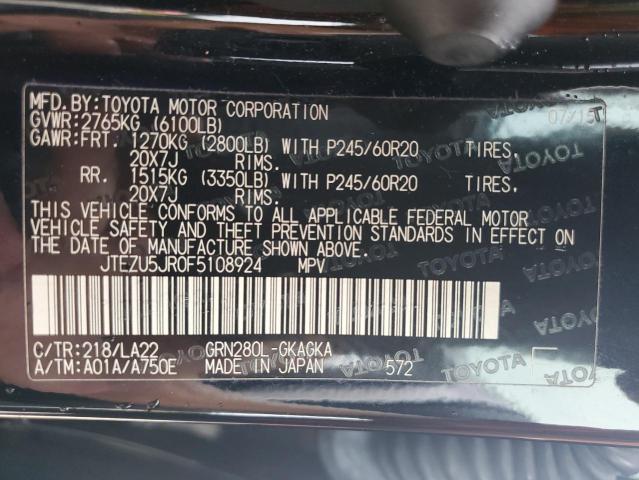 MFD.BY:TOYOTA MOTOR CORPORATION 07/15
GVWR:2765KG (6100LB)
GAWR:FRT. 1270KG (2800LB) WITH P245/60R20 TIRES.
20X7J RIMS.
RR. 1515KG (3350LB) WITH P245/60R20 TIRES.
20X7J RIMS.
THIS VEHICLE CONFORMS TO ALL APPLICABLE FEDERAL MOTOR
VEHICLE SAFETY AND THEFT PREVENTION STANDARDS IN EFFECT ON
THE DATE OF MANUFACTURE SHOWN ABOVE.
JTEZU5JR0F5108924 MPV
C/TR:218/LA22 GRN280L-GKAGKA
A/TM:A01A/A750E MADE IN JAPAN 572